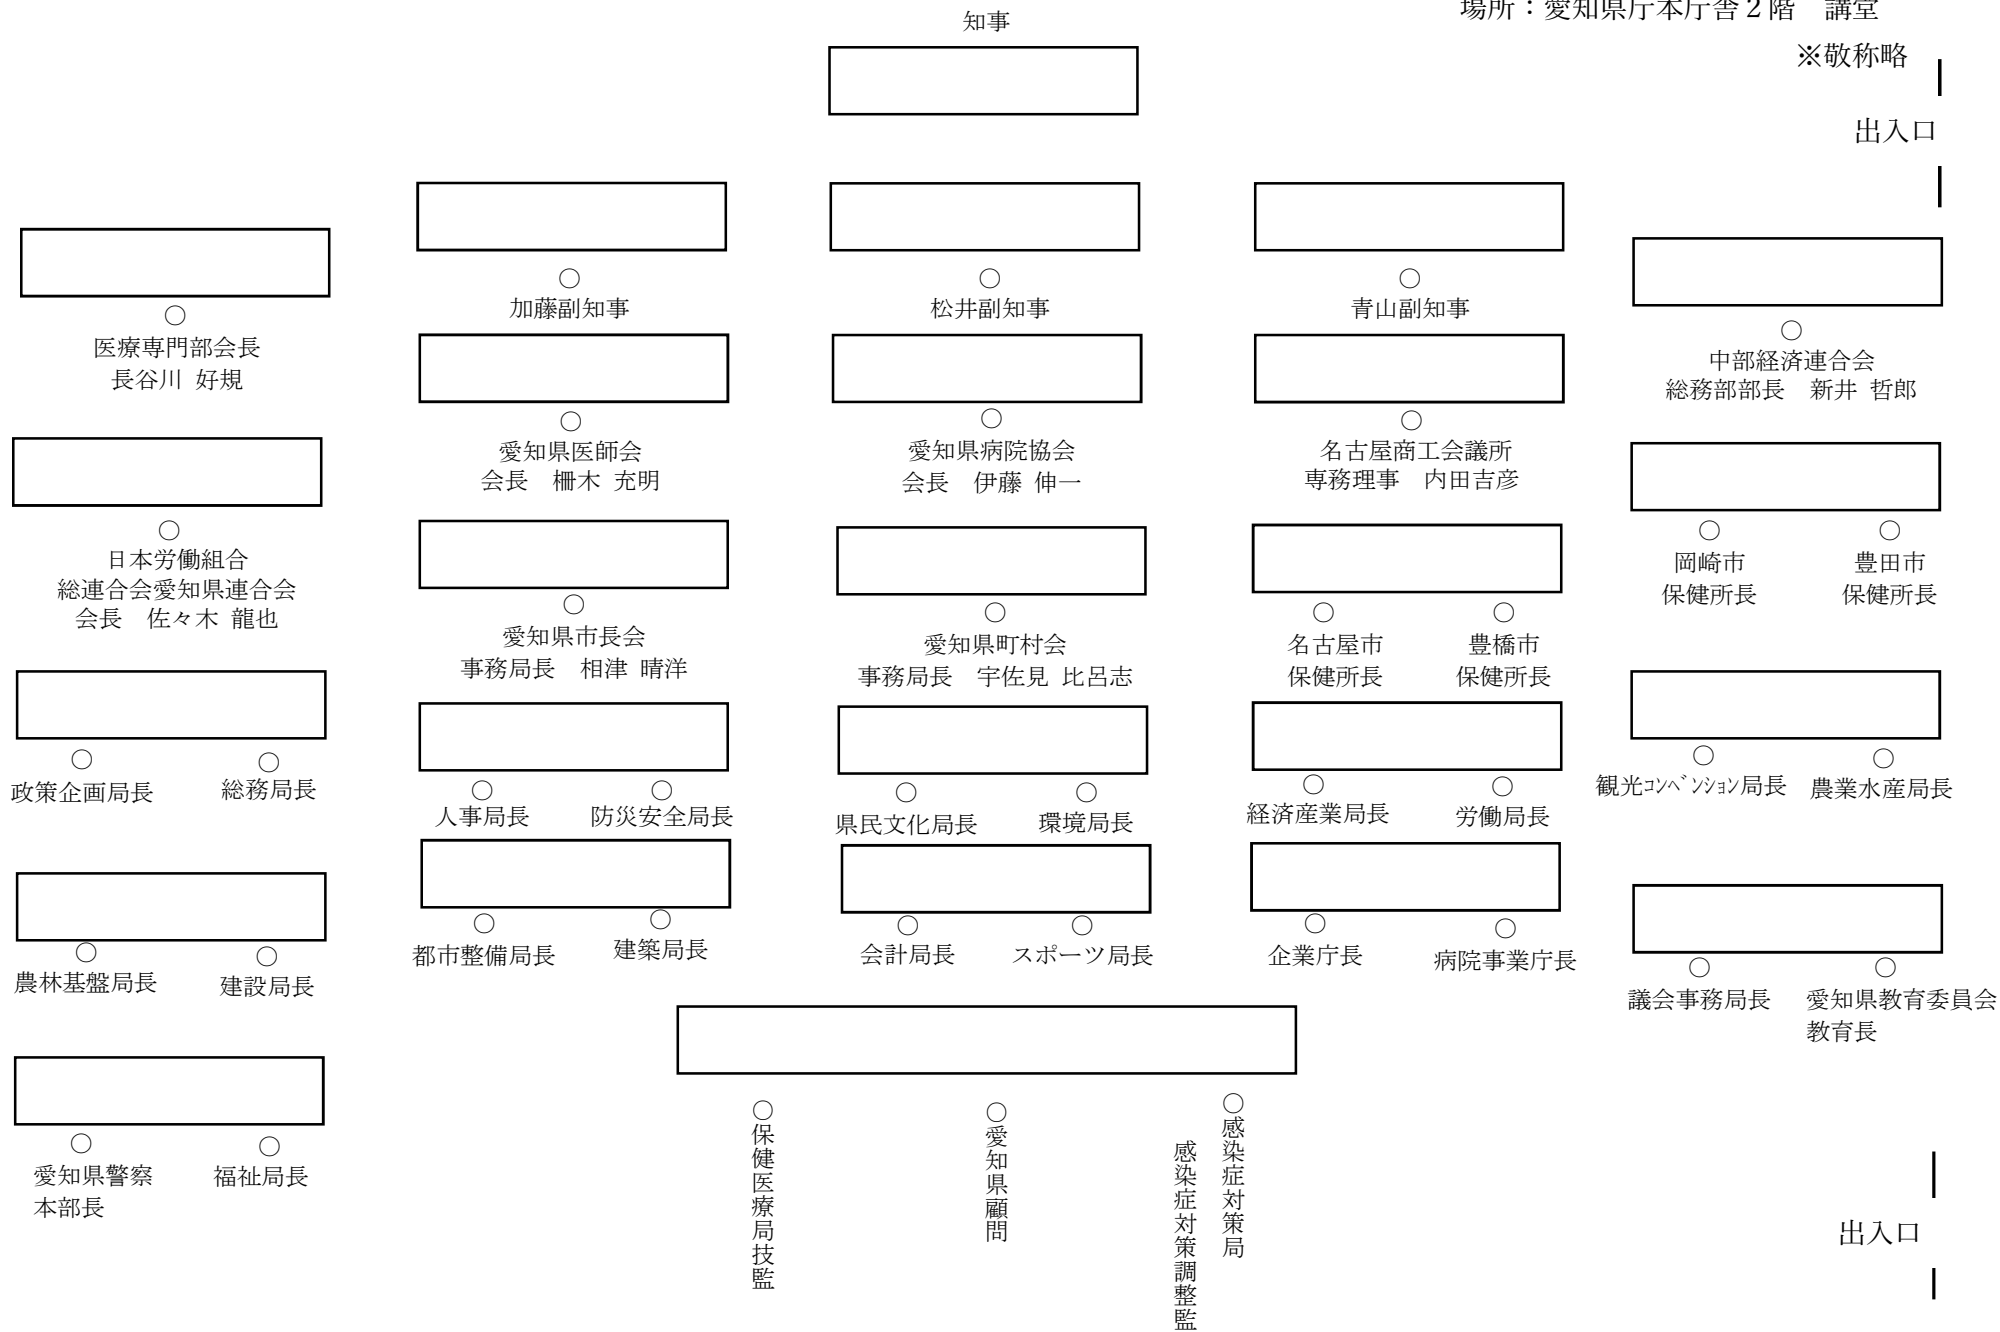 場所：愛知県庁本庁舎２階　講堂
※敬称略
出入口
知事
○
加藤副知事
○
松井副知事
○
青山副知事
○
医療専門部会長
長谷川 好規
○
中部経済連合会
総務部部長　新井 哲郎
○
愛知県医師会
会長　柵木 充明
○
愛知県病院協会
会長　伊藤 伸一
○
名古屋商工会議所
専務理事　内田吉彦
○
日本労働組合
総連合会愛知県連合会
会長　佐々木 龍也
○
愛知県市長会
事務局長　相津 晴洋
○
愛知県町村会
事務局長　宇佐見 比呂志
○
名古屋市
保健所長
○
豊橋市
保健所長
○
岡崎市
保健所長
○
豊田市
保健所長
○
政策企画局長
○
総務局長
○
人事局長
○
防災安全局長
○
県民文化局長
○
環境局長
○
経済産業局長
○
労働局長
○
観光ｺﾝﾍﾞﾝｼｮﾝ局長
○
農業水産局長
○
農林基盤局長
○
建設局長
○
都市整備局長
○
建築局長
○
会計局長
○
スポーツ局長
○
企業庁長
○
病院事業庁長
○
議会事務局長
○
愛知県教育委員会
教育長
○
愛知県警察
本部長
○
福祉局長
○保健医療局技監
○愛知県顧問
○感染症対策局
感染症対策調整監
出入口